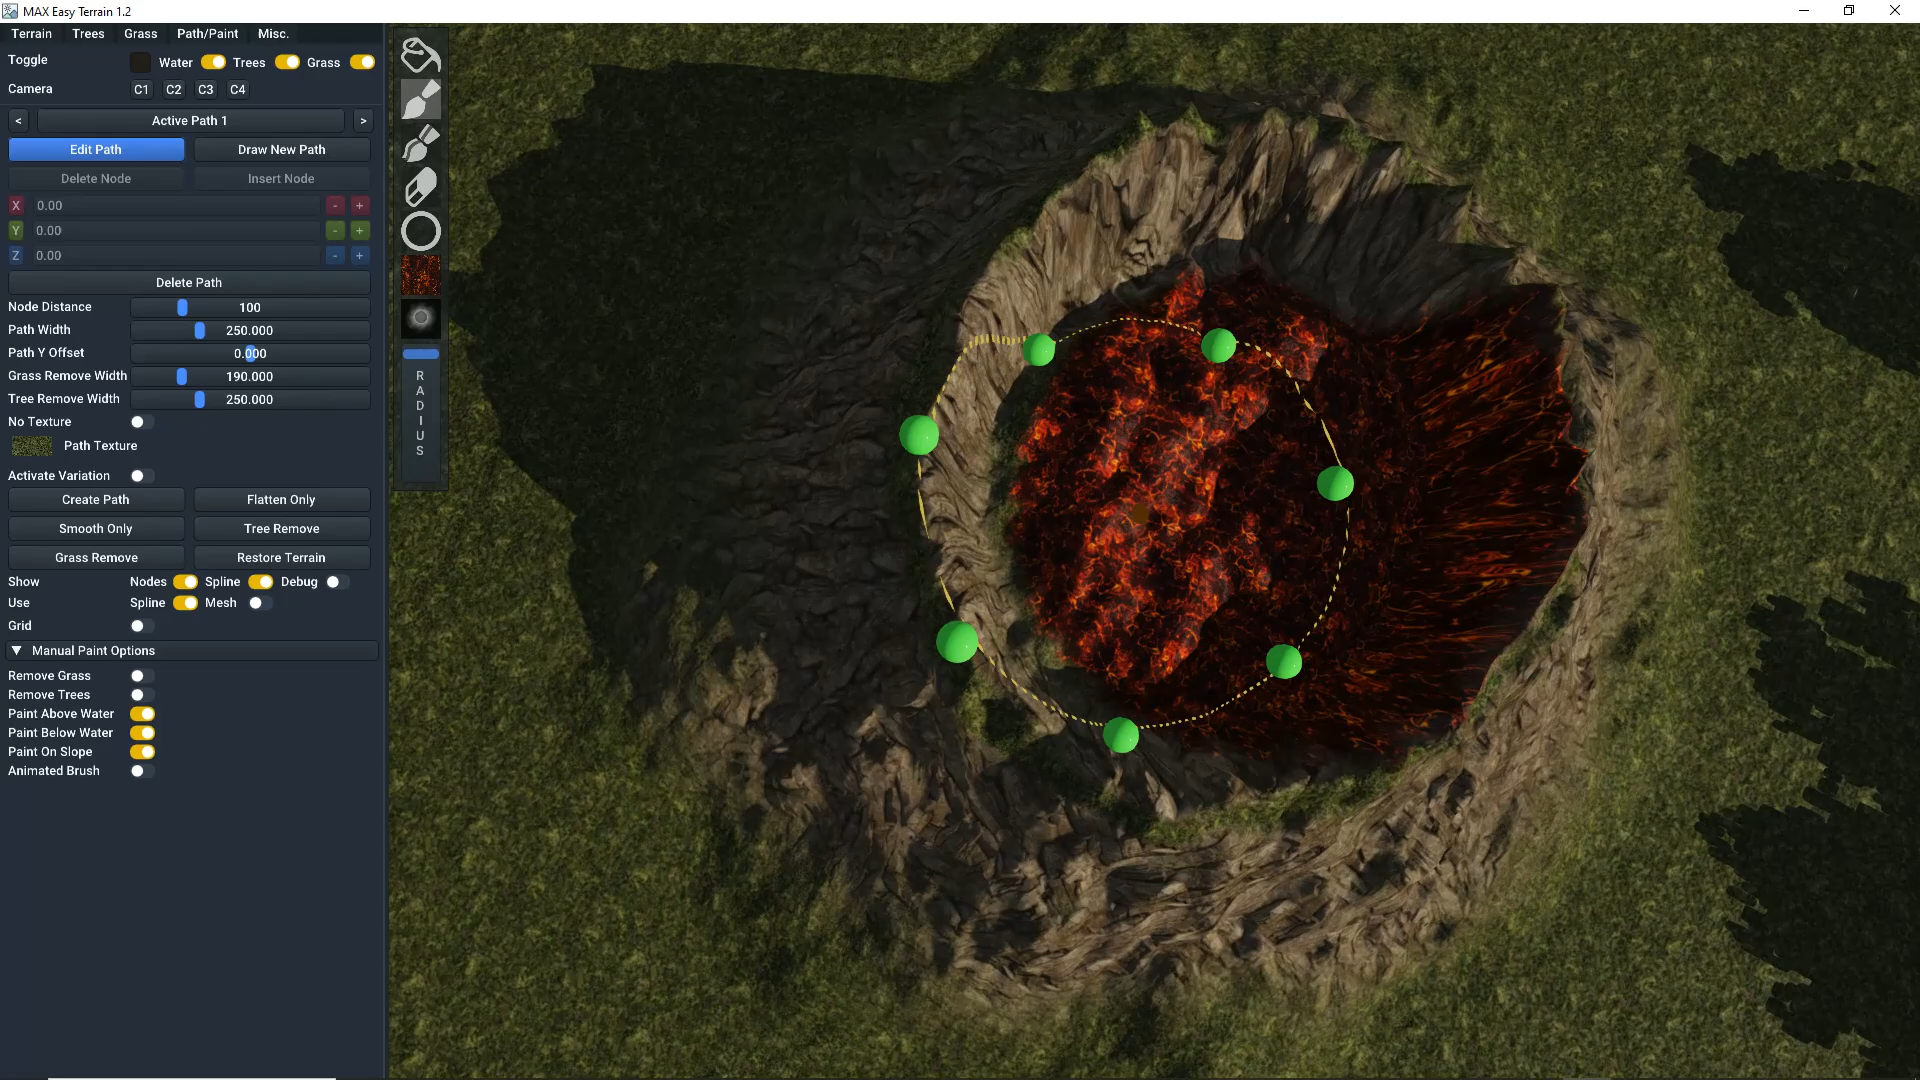 MAX Easy Terrain 1.2
Terrain Trees Grass Path/Paint Misc.
Toggle Water Trees Grass
Camera C1 C2 C3 C4
< Active Path 1 >
Edit Path Draw New Path
Delete Node Insert Node
X 0.00 - +
Y 0.00 - +
Z 0.00 - +
Delete Path
Node Distance 100
Path Width 250.000
Path Y Offset 0.000
Grass Remove Width 190.000
Tree Remove Width 250.000
No Texture
Path Texture
Activate Variation
Create Path Flatten Only
Smooth Only Tree Remove
Grass Remove Restore Terrain
Show Nodes Spline Debug
Use Spline Mesh
Grid
Manual Paint Options
Remove Grass
Remove Trees
Paint Above Water
Paint Below Water
Paint On Slope
Animated Brush
RADIUS